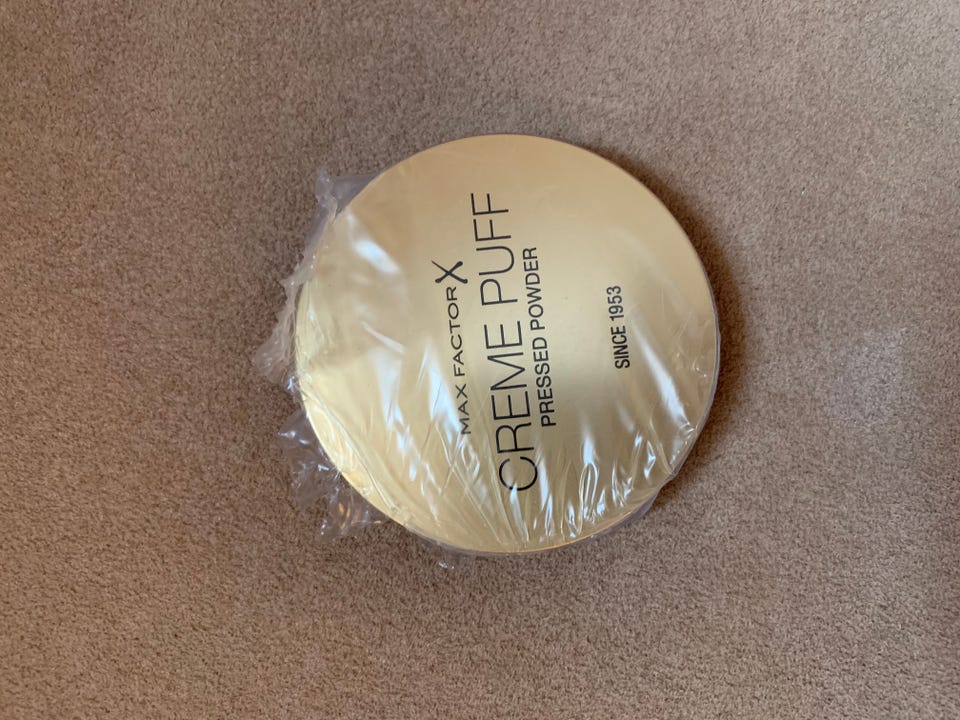 MAX FACTOR X
CREME PUFF
PRESSED POWDER
SINCE 1953